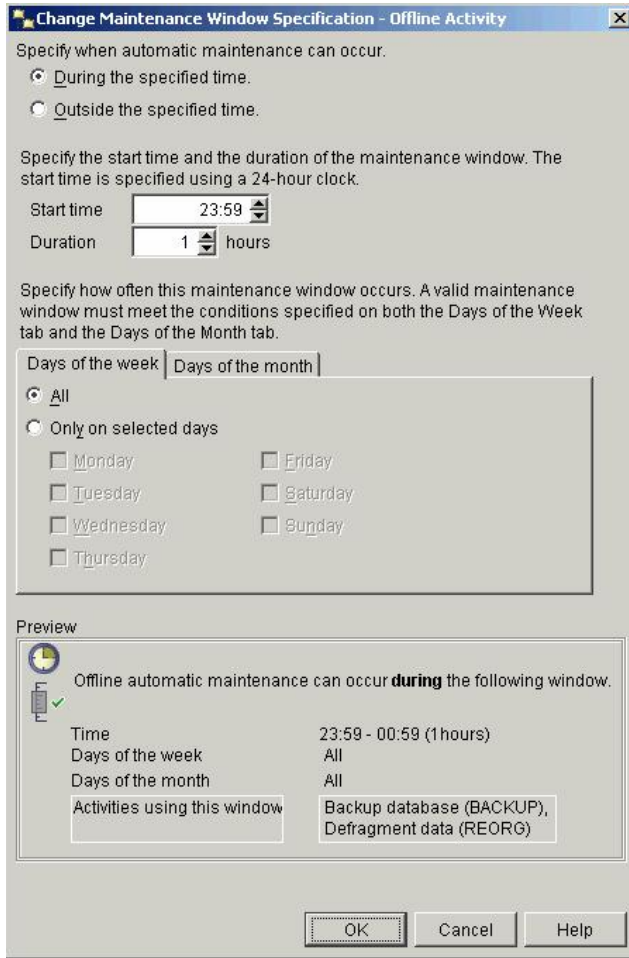 Change Maintenance Window Specification - Offline Activity
Specify when automatic maintenance can occur.
During the specified time.
Outside the specified time.
Specify the start time and the duration of the maintenance window. The
start time is specified using a 24-hour clock.
Start time 23:59
Duration 1 hours
Specify how often this maintenance window occurs. A valid maintenance
window must meet the conditions specified on both the Days of the Week
tab and the Days of the Month tab.
Days of the week Days of the month
All
Only on selected days
Monday Friday
Tuesday Saturday
Wednesday Sunday
Thursday
Preview
Offline automatic maintenance can occur during the following window.
Time 23:59 - 00:59 (1hours)
Days of the week All
Days of the month All
Activities using this window Backup database (BACKUP),
Defragment data (REORG)
OK Cancel Help